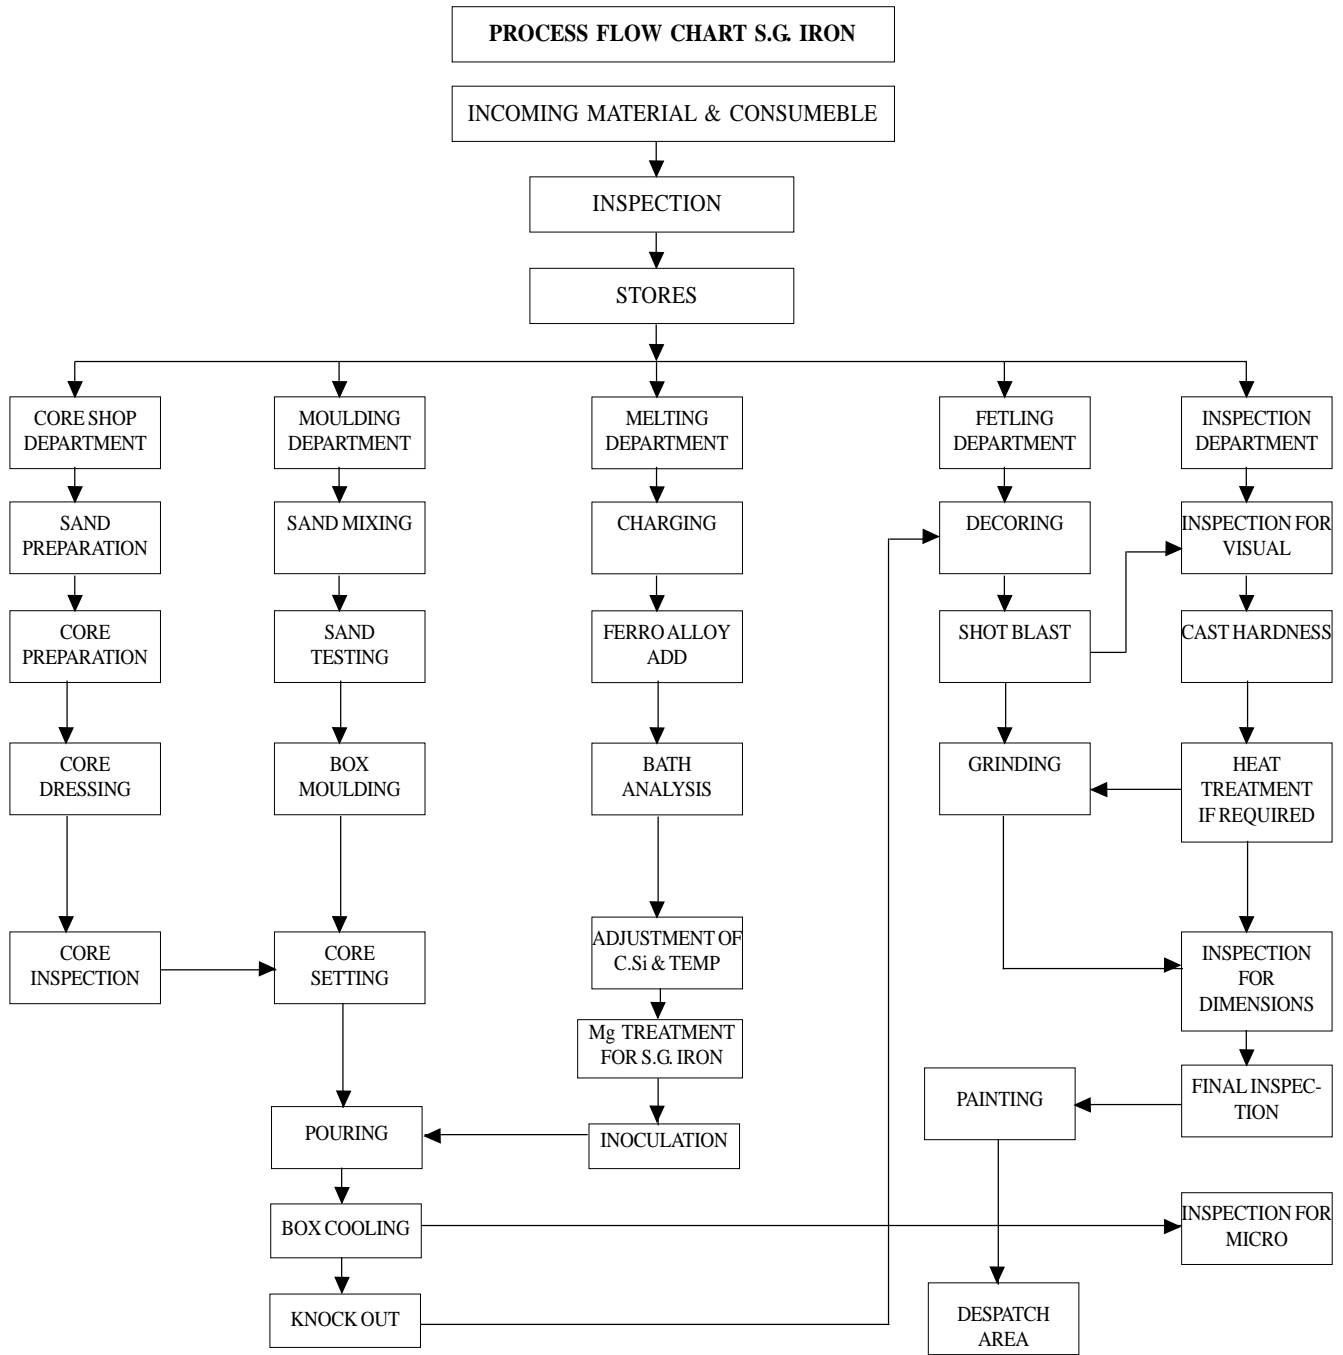 PROCESS FLOW CHART S.G. IRON
INCOMING MATERIAL & CONSUMEBLE
INSPECTION
STORES
CORE SHOP
DEPARTMENT
MOULDING
DEPARTMENT
MELTING
DEPARTMENT
FETLING
DEPARTMENT
INSPECTION
DEPARTMENT
SAND
PREPARATION
SAND MIXING
CHARGING
DECORING
INSPECTION FOR
VISUAL
CORE
PREPARATION
SAND
TESTING
FERRO ALLOY
ADD
SHOT BLAST
CAST HARDNESS
CORE
DRESSING
BOX
MOULDING
BATH
ANALYSIS
GRINDING
HEAT
TREATMENT
IF REQUIRED
CORE
INSPECTION
CORE
SETTING
ADJUSTMENT OF
C.Si & TEMP
INSPECTION
FOR
DIMENSIONS
Mg TREATMENT
FOR S.G. IRON
PAINTING
FINAL INSPEC-
TION
POURING
INOCULATION
BOX COOLING
INSPECTION FOR
MICRO
KNOCK OUT
DESPATCH
AREA